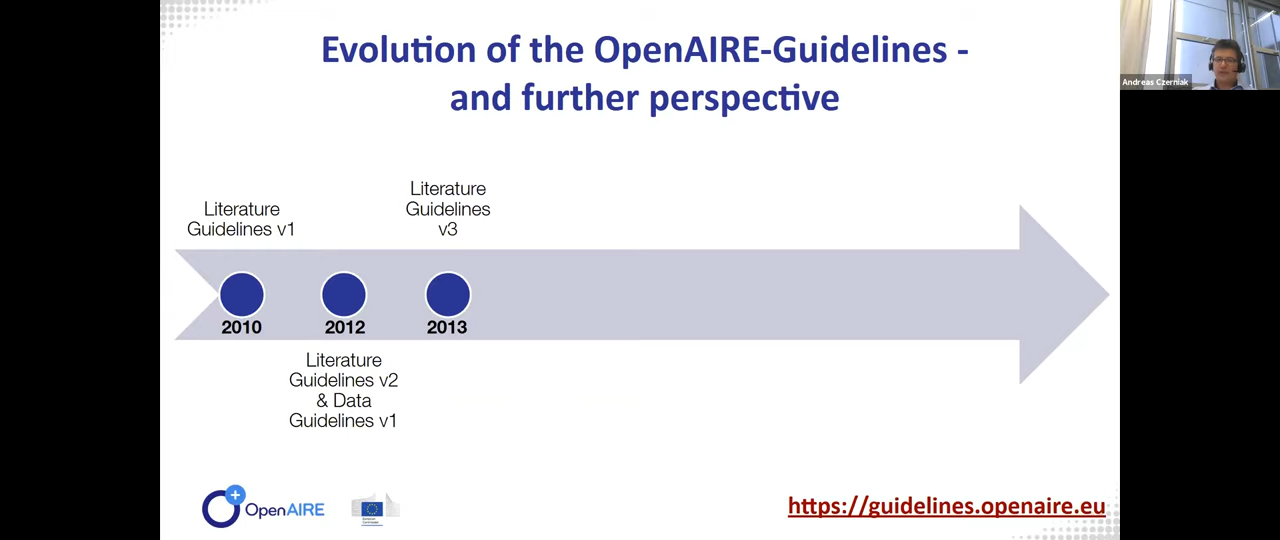 Evolution of the OpenAIRE-Guidelines -
and further perspective
Andreas Czerniak
Literature
Guidelines v1
Literature
Guidelines
v3
2010
2012
2013
Literature
Guidelines v2
& Data
Guidelines v1
OpenAIRE
https://guidelines.openaire.eu